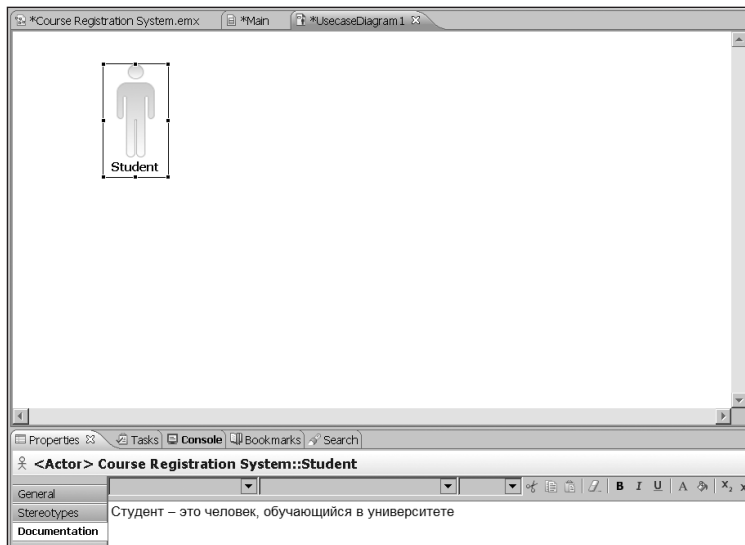 *Course Registration System.emx *Main *UsecaseDiagram1
Student
Properties Tasks Console Bookmarks Search
<Actor> Course Registration System::Student
General
B I U A X₂
Stereotypes
Студент – это человек, обучающийся в университете
Documentation